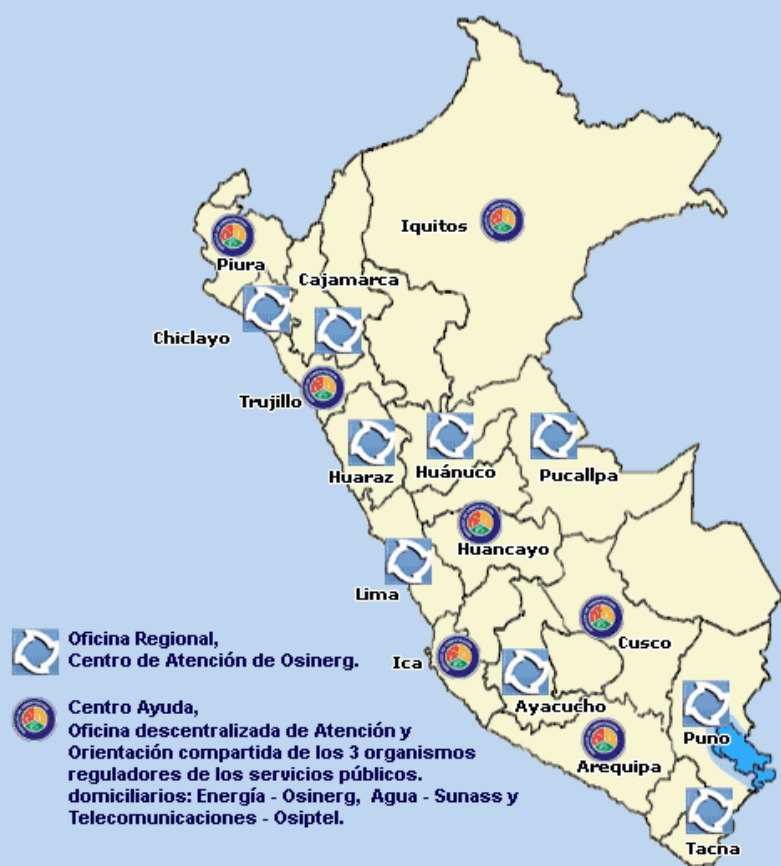 Iquitos
Piura
Cajamarca
Chiclayo
Trujillo
Huaraz
Huánuco
Pucallpa
Huancayo
Lima
Cusco
Ica
Ayacucho
Puno
Arequipa
Tacna
Oficina Regional,
Centro de Atención de Osinerg.
Centro Ayuda,
Oficina descentralizada de Atención y
Orientación compartida de los 3 organismos
reguladores de los servicios públicos.
domiciliarios: Energía - Osinerg, Agua - Sunass y
Telecomunicaciones - Osiptel.